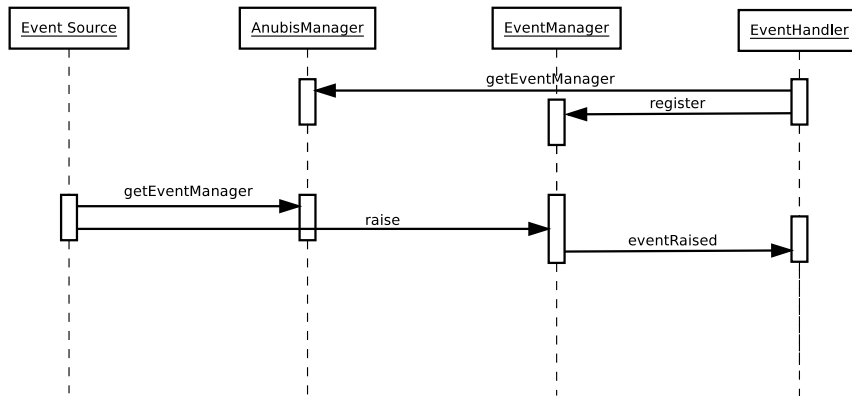 Event Source
AnubisManager
EventManager
EventHandler
getEventManager
register
getEventManager
raise
eventRaised